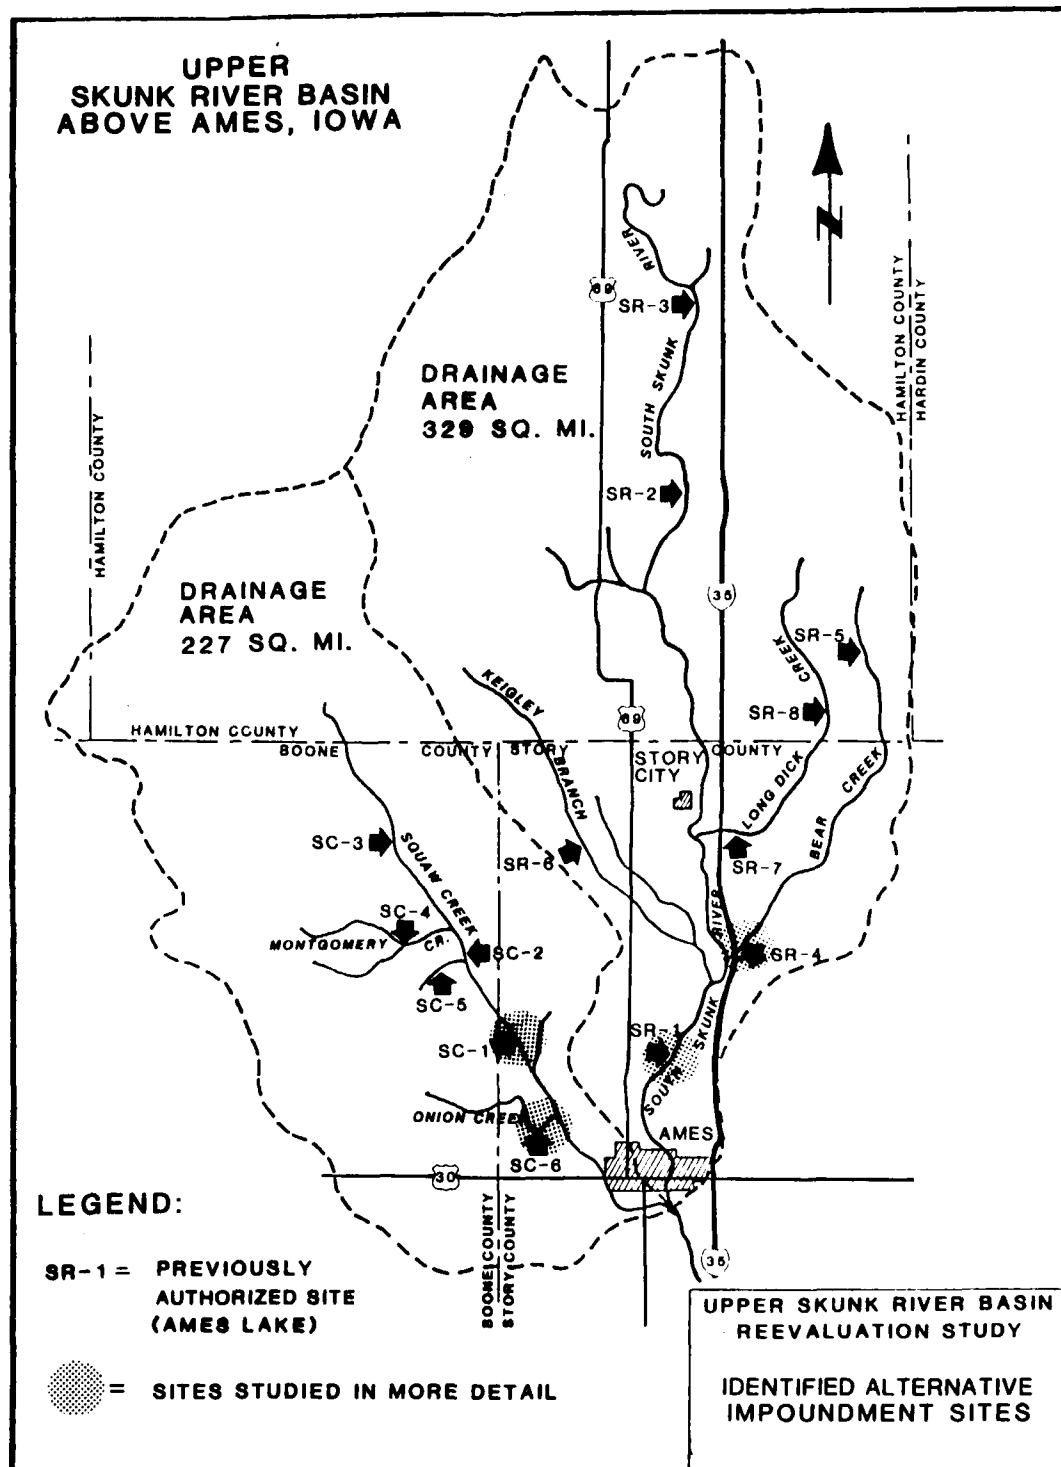 UPPER
SKUNK RIVER BASIN
ABOVE AMES, IOWA
N
RIVER
69
SR-3
HAMILTON COUNTY
HARDIN COUNTY
HAMILTON COUNTY
DRAINAGE
AREA
329 SQ. MI.
SOUTH SKUNK
SR-2
DRAINAGE
AREA
227 SQ. MI.
35
SR-5
CREEK
KEIGLEY
SR-8
69
HAMILTON COUNTY
BOONE COUNTY STORY
STORY COUNTY
CITY
BRANCH
LONG DICK
CREEK
BEAR
SC-3
SQUAW CREEK
SR-6
SR-7
SC-4
MONTGOMERY CR.
RIVER
SC-2
SR-4
SC-5
SC-1
SR-1
SOUTH SKUNK
ONION CREEK
AMES
SC-6
30
BOONE COUNTY
STORY COUNTY
35
LEGEND:
SR-1 = PREVIOUSLY
AUTHORIZED SITE
(AMES LAKE)
= SITES STUDIED IN MORE DETAIL
UPPER SKUNK RIVER BASIN
REEVALUATION STUDY
IDENTIFIED ALTERNATIVE
IMPOUNDMENT SITES